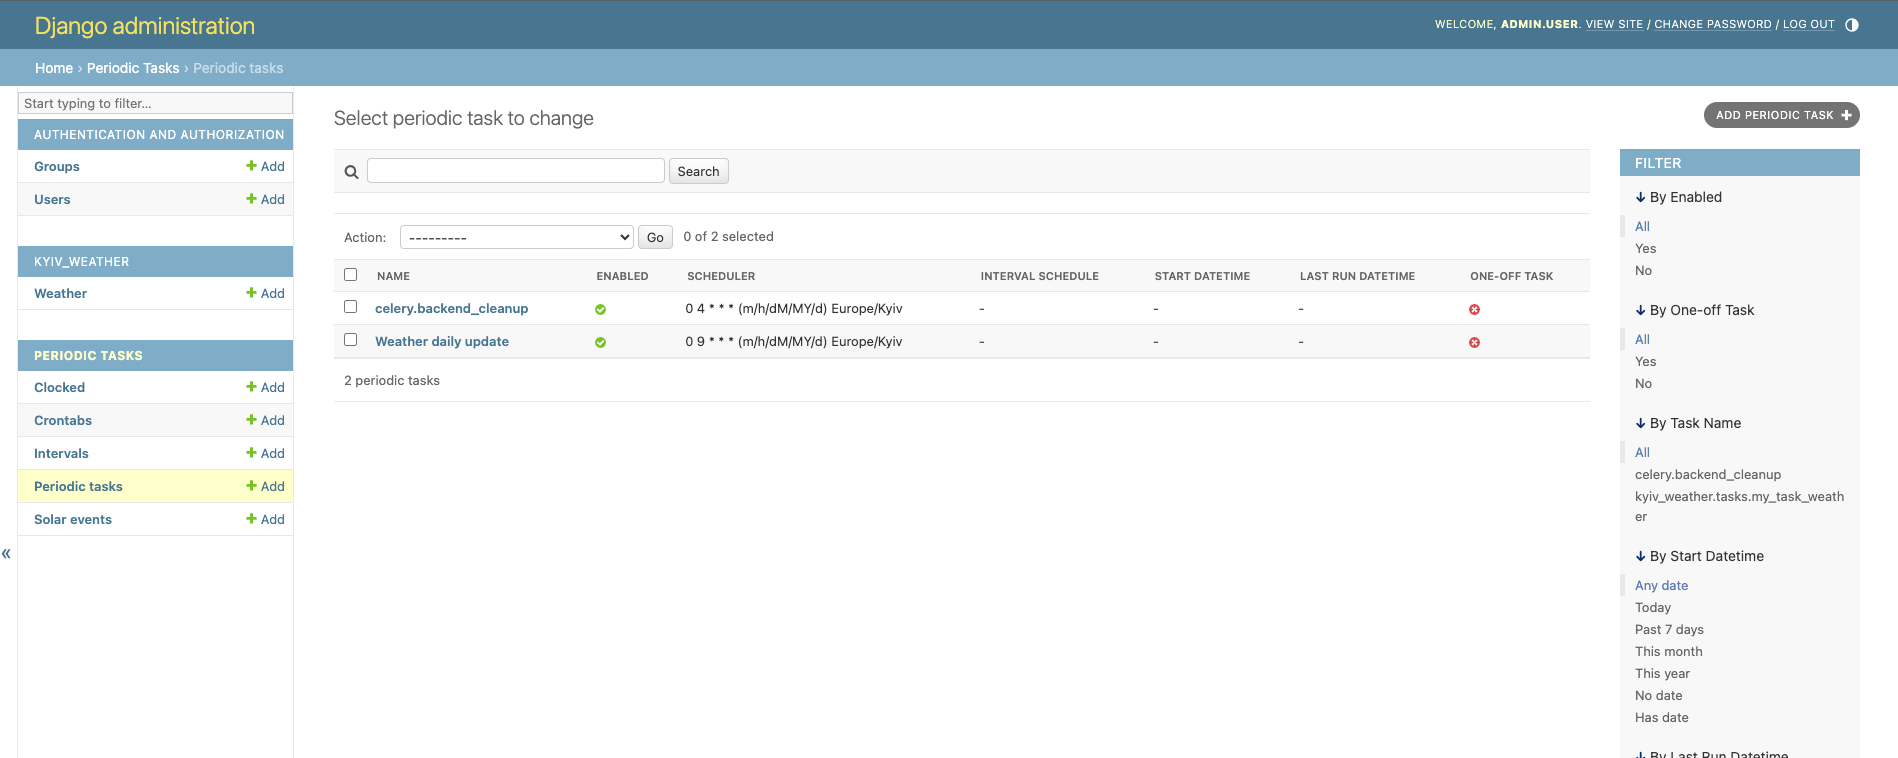 Django administration
WELCOME, ADMIN.USER. VIEW SITE / CHANGE PASSWORD / LOG OUT
Home › Periodic Tasks › Periodic tasks
Start typing to filter...
AUTHENTICATION AND AUTHORIZATION
Groups + Add
Users + Add
KYIV_WEATHER
Weather + Add
PERIODIC TASKS
Clocked + Add
Crontabs + Add
Intervals + Add
Periodic tasks + Add
Solar events + Add
«
Select periodic task to change
ADD PERIODIC TASK +
Search
Action: --------- Go 0 of 2 selected
NAME ENABLED SCHEDULER INTERVAL SCHEDULE START DATETIME LAST RUN DATETIME ONE-OFF TASK
celery.backend_cleanup 0 4 * * * (m/h/dM/MY/d) Europe/Kyiv - - -
Weather daily update 0 9 * * * (m/h/dM/MY/d) Europe/Kyiv - - -
2 periodic tasks
FILTER
↓ By Enabled
All
Yes
No
↓ By One-off Task
All
Yes
No
↓ By Task Name
All
celery.backend_cleanup
kyiv_weather.tasks.my_task_weath
er
↓ By Start Datetime
Any date
Today
Past 7 days
This month
This year
No date
Has date
↓ By Last Run Datetime